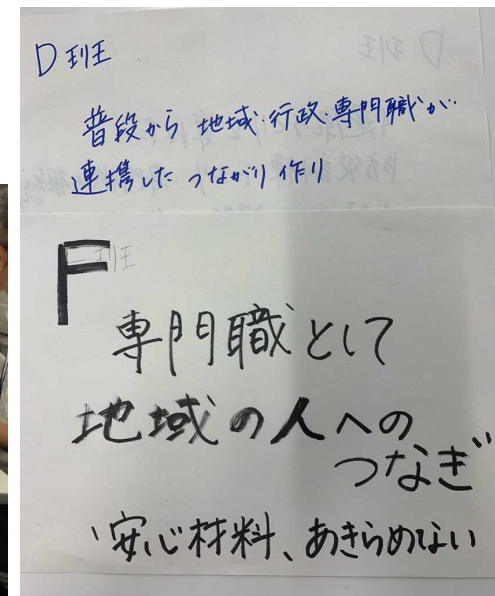 D 班
普段から 地域・行政・専門職が
連携した つながり作り
F班
専門職として
地域の人への
つなぎ
安心材料、あきらめない